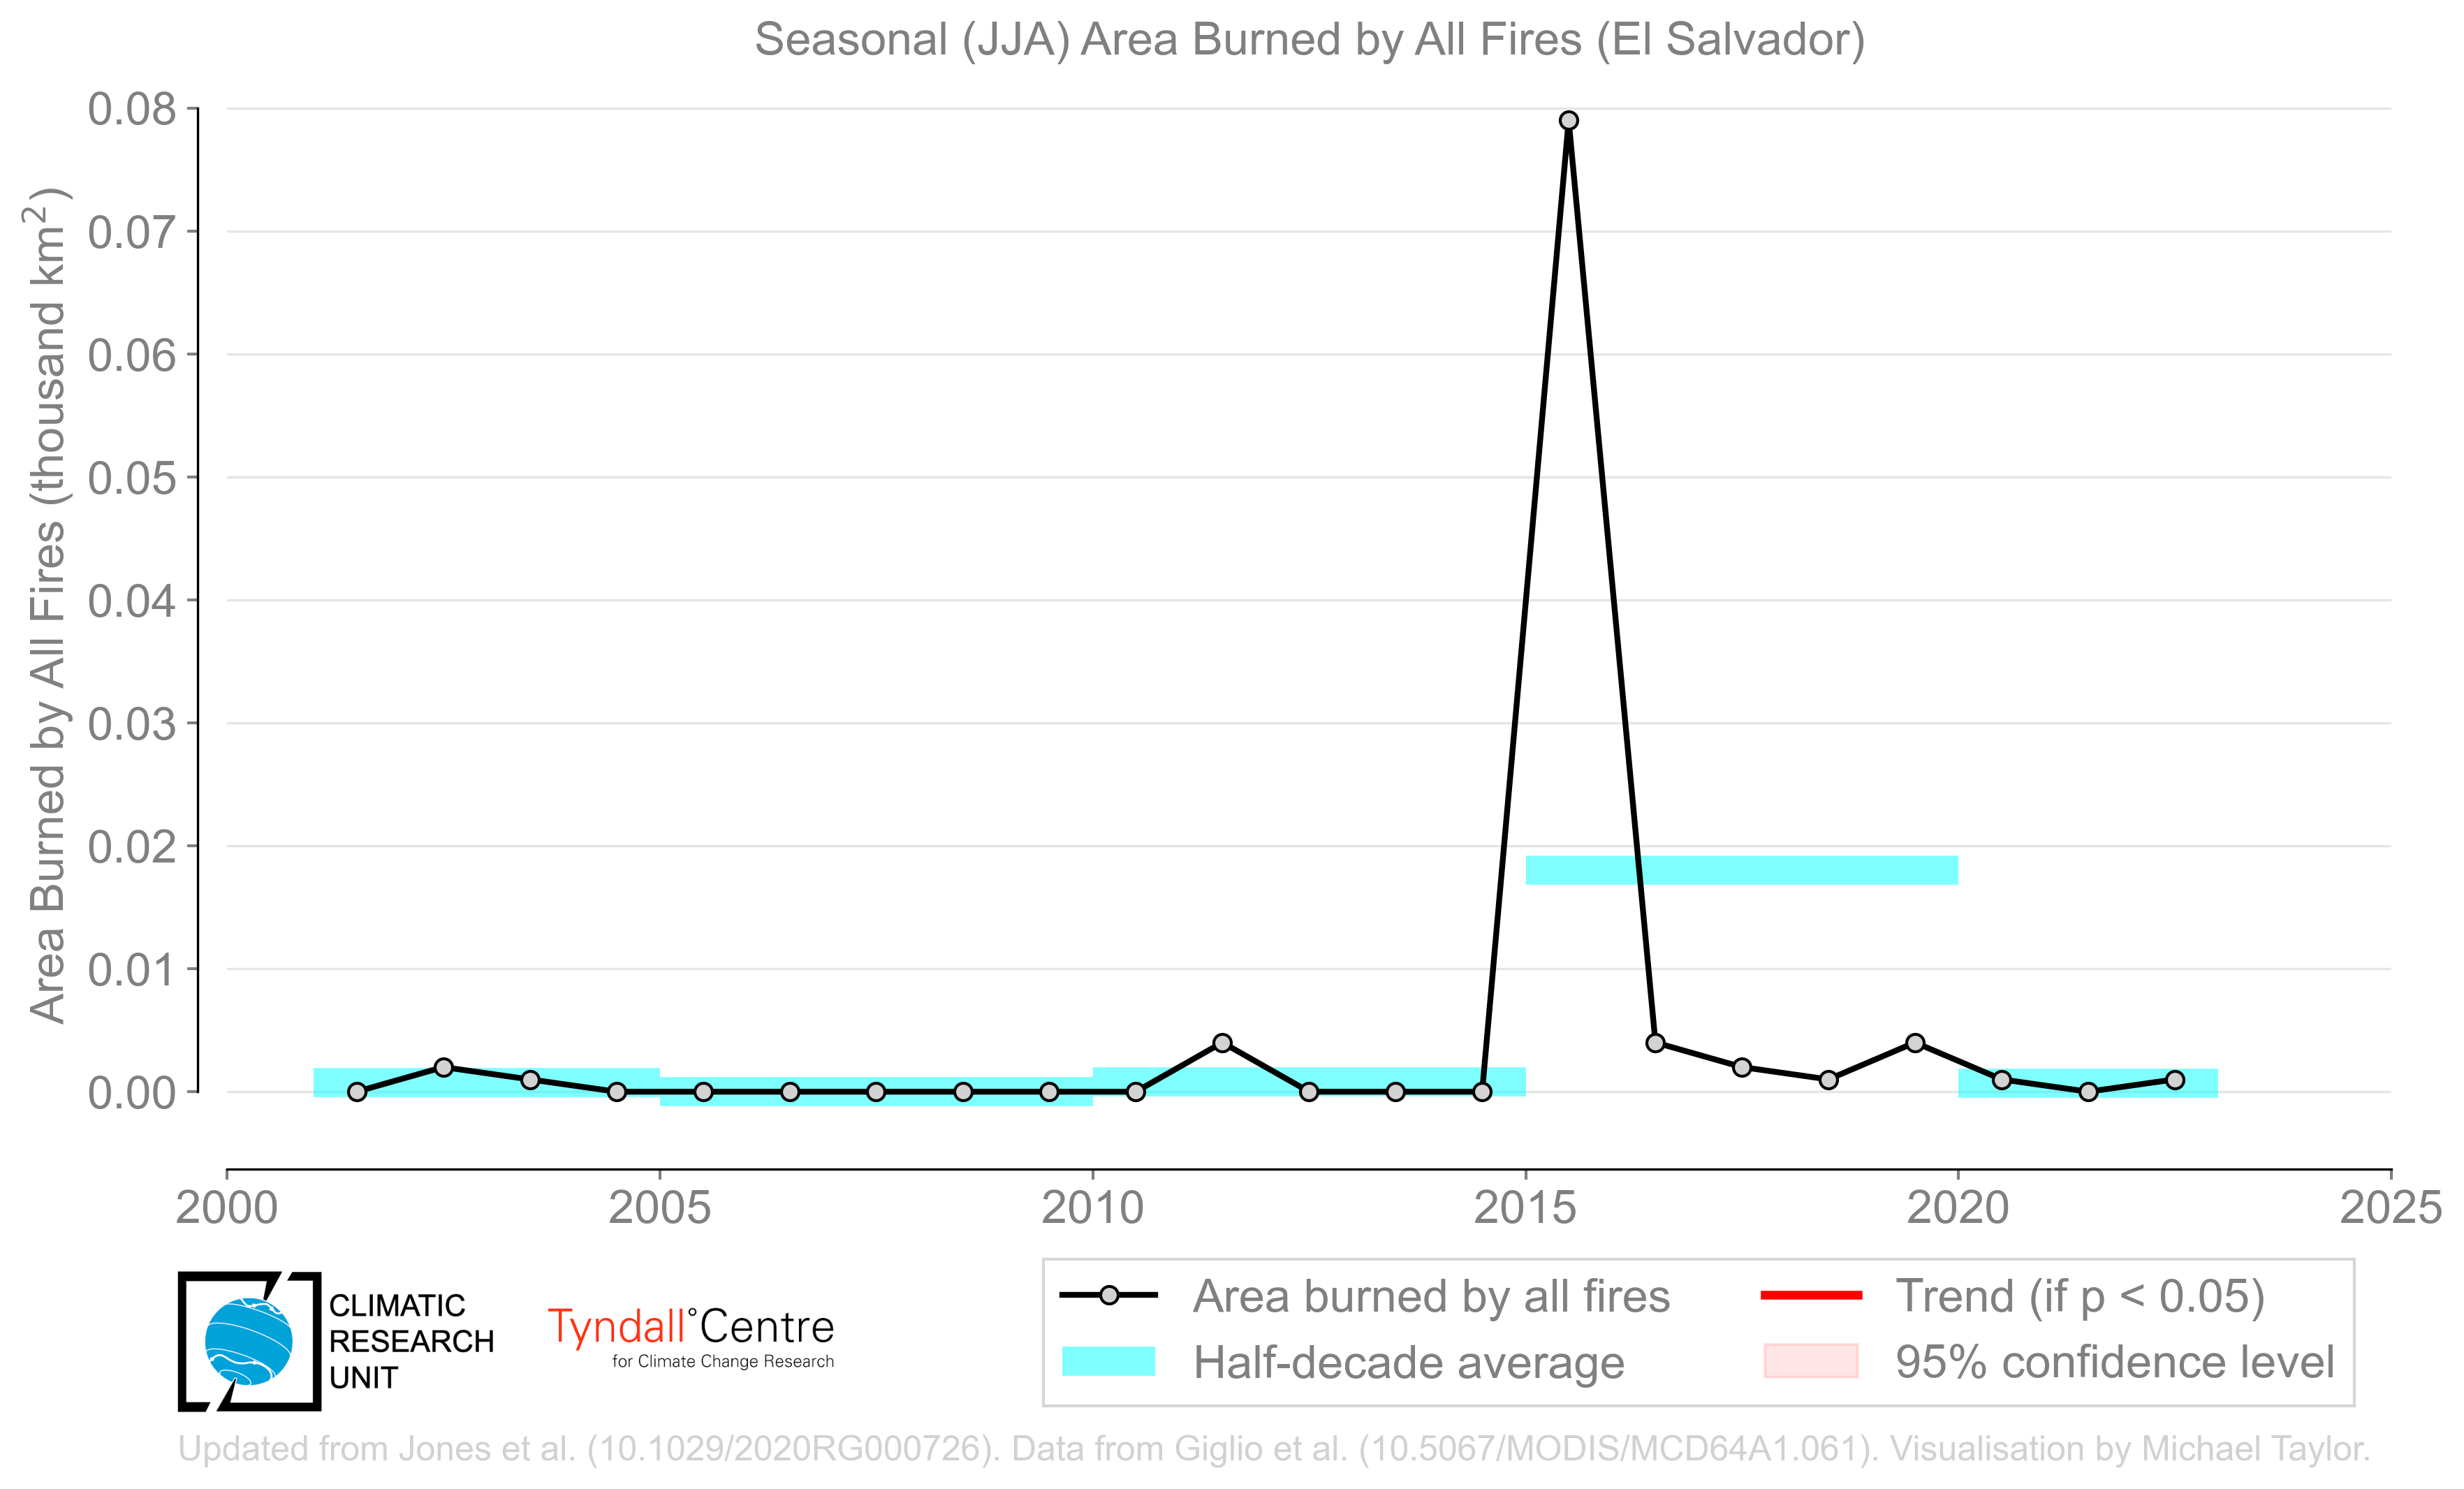 Seasonal (JJA) Area Burned by All Fires (El Salvador)
Area Burned by All Fires (thousand km²)
0.08
0.07
0.06
0.05
0.04
0.03
0.02
0.01
0.00
2000 2005 2010 2015 2020 2025
CLIMATIC
RESEARCH
UNIT
Tyndall°Centre
for Climate Change Research
Area burned by all fires
Half-decade average
Trend (if p < 0.05)
95% confidence level
Updated from Jones et al. (10.1029/2020RG000726). Data from Giglio et al. (10.5067/MODIS/MCD64A1.061). Visualisation by Michael Taylor.